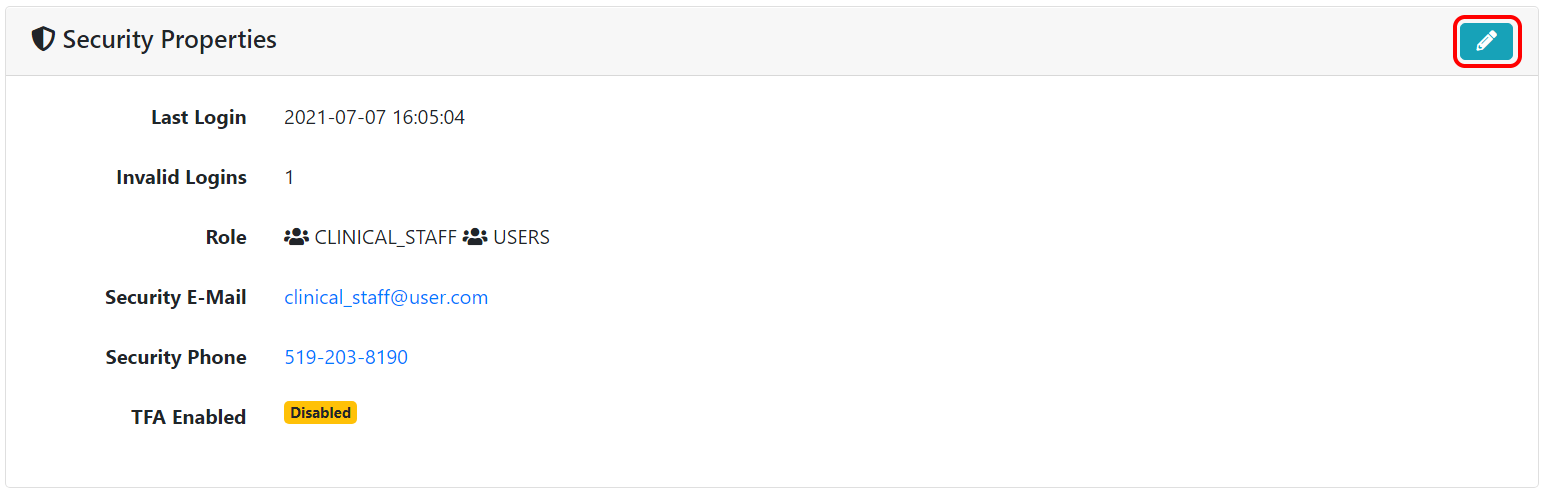 Security Properties
Last Login 2021-07-07 16:05:04
Invalid Logins 1
Role CLINICAL_STAFF USERS
Security E-Mail clinical_staff@user.com
Security Phone 519-203-8190
TFA Enabled Disabled